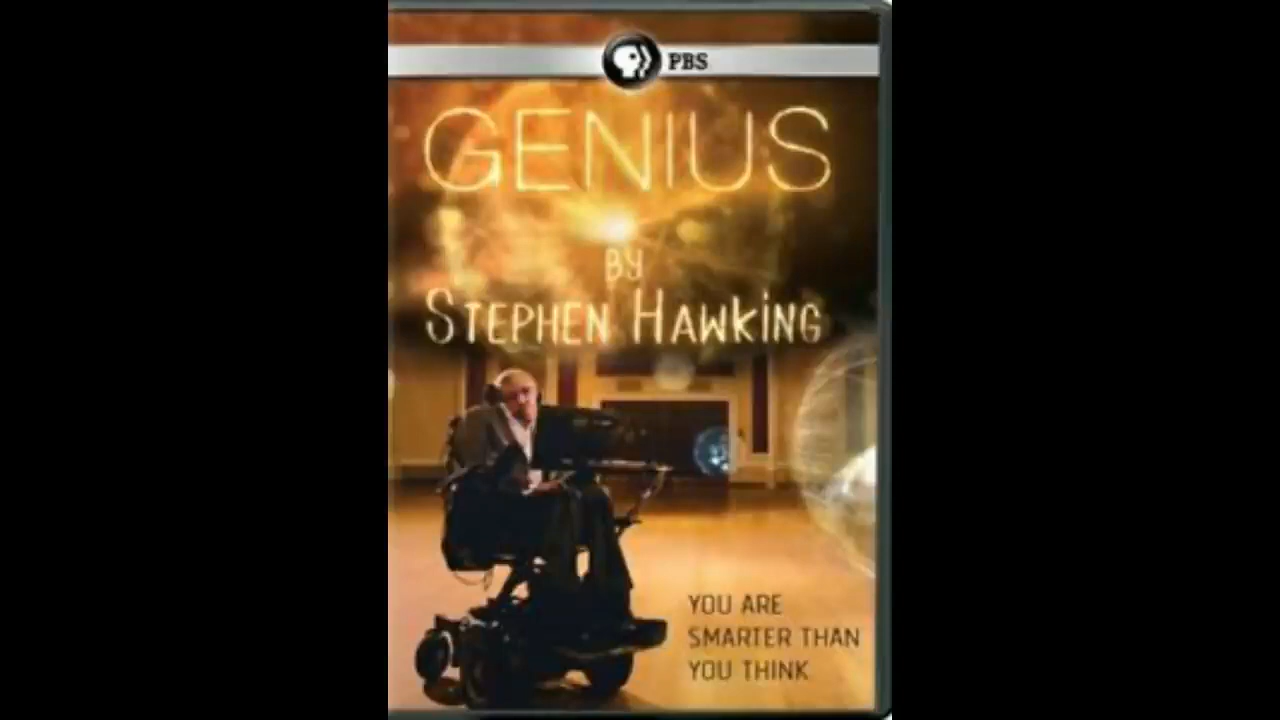 PBS
GENIUS
BY
STEPHEN HAWKING
YOU ARE
SMARTER THAN
YOU THINK